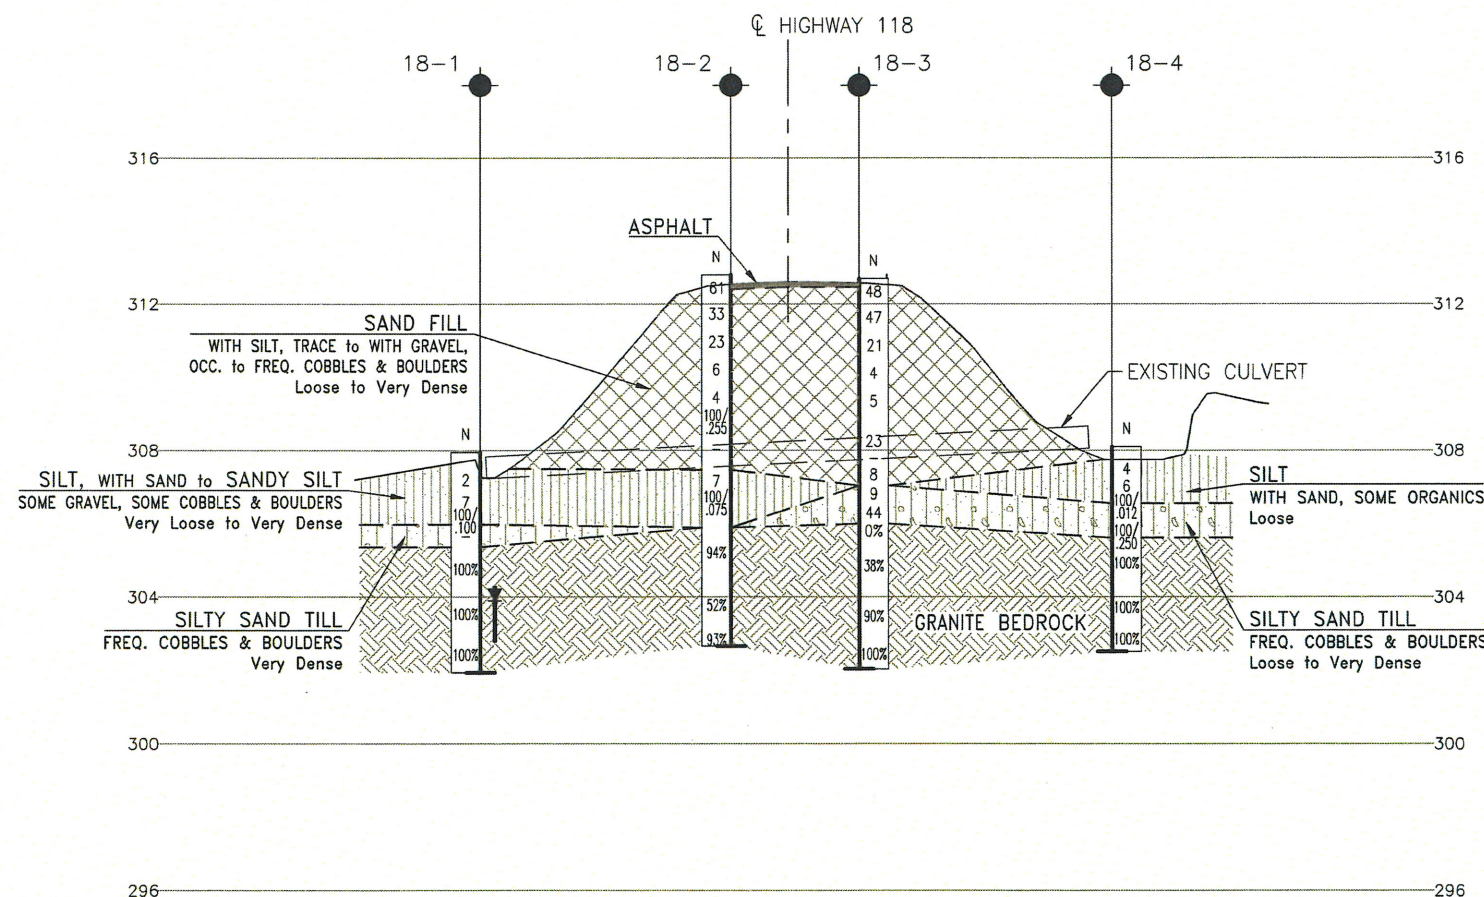 ℄ HIGHWAY 118
18-1
18-2
18-3
18-4
316
316
ASPHALT
N
N
61
33
23
6
4
100/
.255
7
100/
.075
94%
52%
93%
48
47
21
4
5
23
8
9
44
0%
38%
90%
100%
312
312
SAND FILL
WITH SILT, TRACE to WITH GRAVEL,
OCC. to FREQ. COBBLES & BOULDERS
Loose to Very Dense
EXISTING CULVERT
N
2
7
100/
.100
100%
100%
100%
N
4
6
100/
.012
100/
.250
100%
100%
100%
308
308
SILT, WITH SAND to SANDY SILT
SOME GRAVEL, SOME COBBLES & BOULDERS
Very Loose to Very Dense
SILT
WITH SAND, SOME ORGANICS
Loose
304
304
SILTY SAND TILL
FREQ. COBBLES & BOULDERS
Very Dense
GRANITE BEDROCK
SILTY SAND TILL
FREQ. COBBLES & BOULDERS
Loose to Very Dense
300
300
296
296